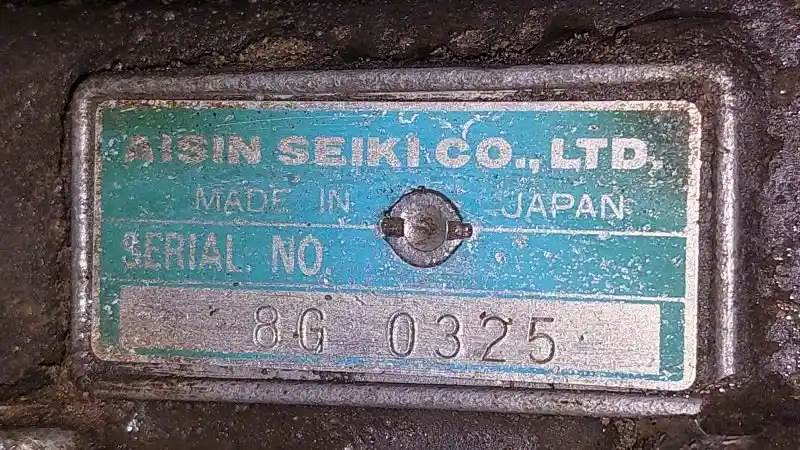 AISIN SEIKI CO., LTD.
MADE IN JAPAN
SERIAL NO.
8G 0325